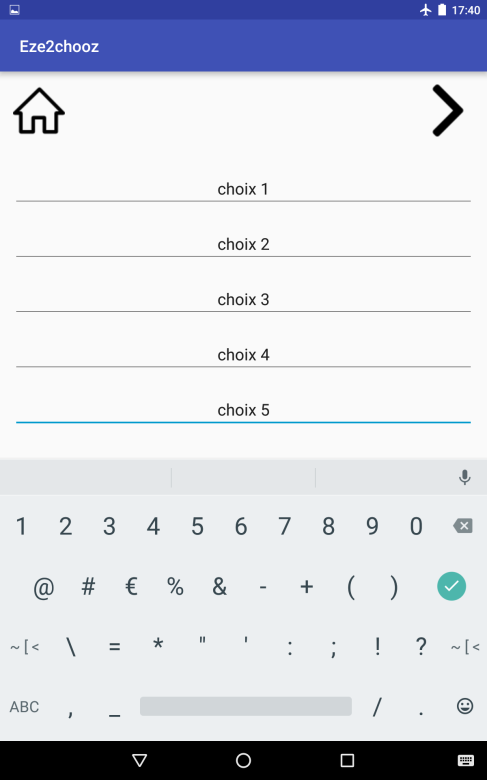 17:40
Eze2chooz
choix 1
choix 2
choix 3
choix 4
choix 5
1 2 3 4 5 6 7 8 9 0
@ # € % & - + ( )
~ [ < \ = * " ' : ; ! ? ~ [ <
ABC , _ / .